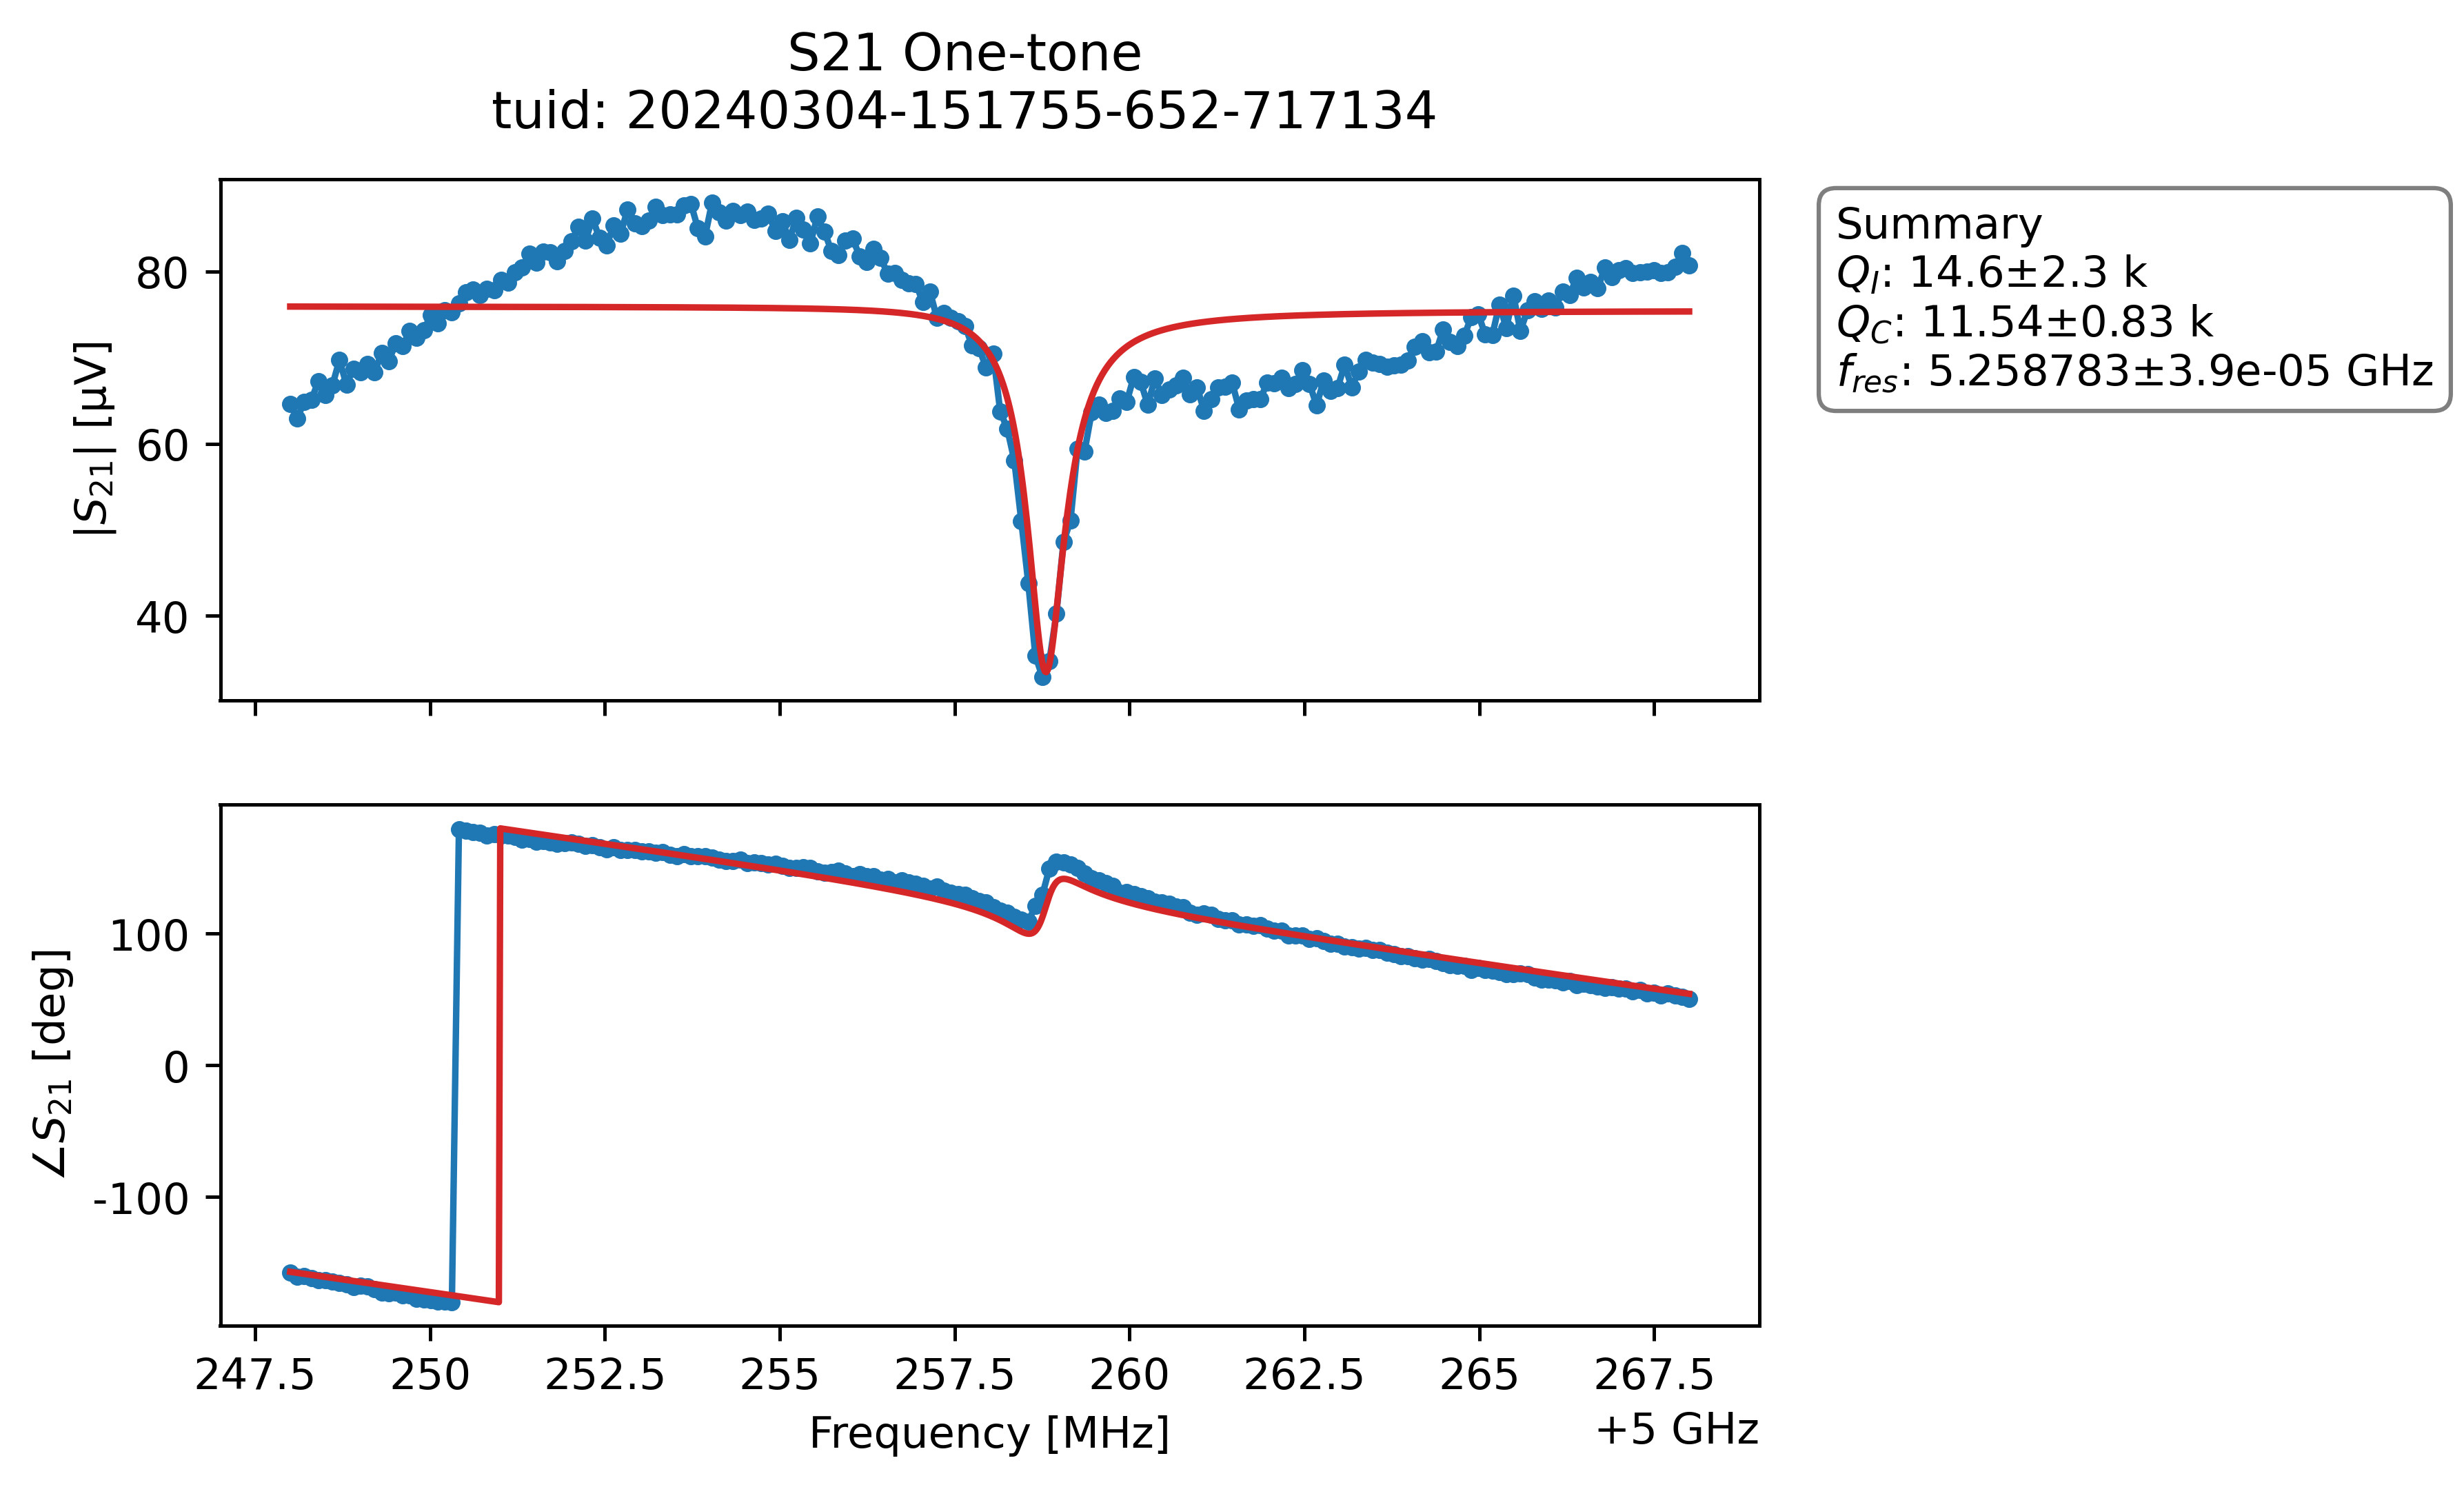 S21 One-tone
tuid: 20240304-151755-652-717134
|S₂₁| [µV]
80
60
40
Summary
Qₗ: 14.6±2.3 k
Q_C: 11.54±0.83 k
f_res: 5.258783±3.9e-05 GHz
∠S₂₁ [deg]
100
0
-100
247.5 250 252.5 255 257.5 260 262.5 265 267.5
Frequency [MHz]
+5 GHz